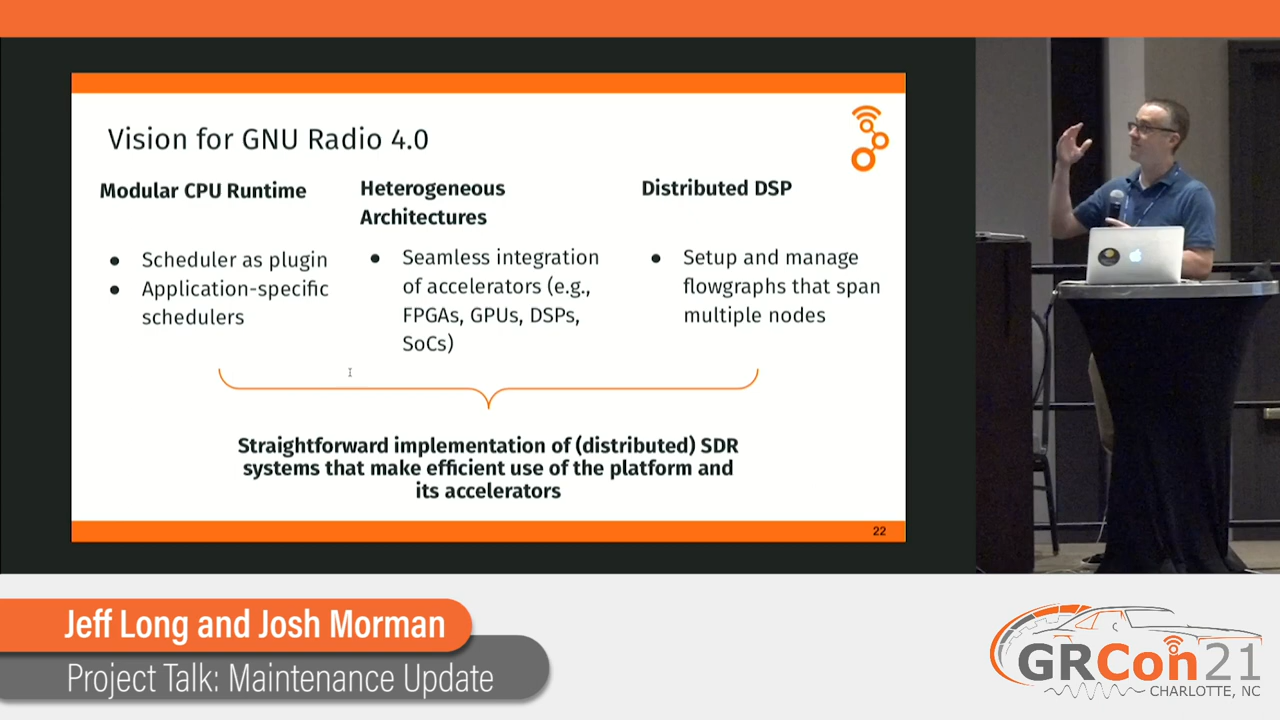 Vision for GNU Radio 4.0
Modular CPU Runtime
● Scheduler as plugin
● Application-specific
schedulers
Heterogeneous
Architectures
● Seamless integration
of accelerators (e.g.,
FPGAs, GPUs, DSPs,
SoCs)
Distributed DSP
● Setup and manage
flowgraphs that span
multiple nodes
Straightforward implementation of (distributed) SDR
systems that make efficient use of the platform and
its accelerators
22
Jeff Long and Josh Morman
Project Talk: Maintenance Update
GRCon21
CHARLOTTE, NC